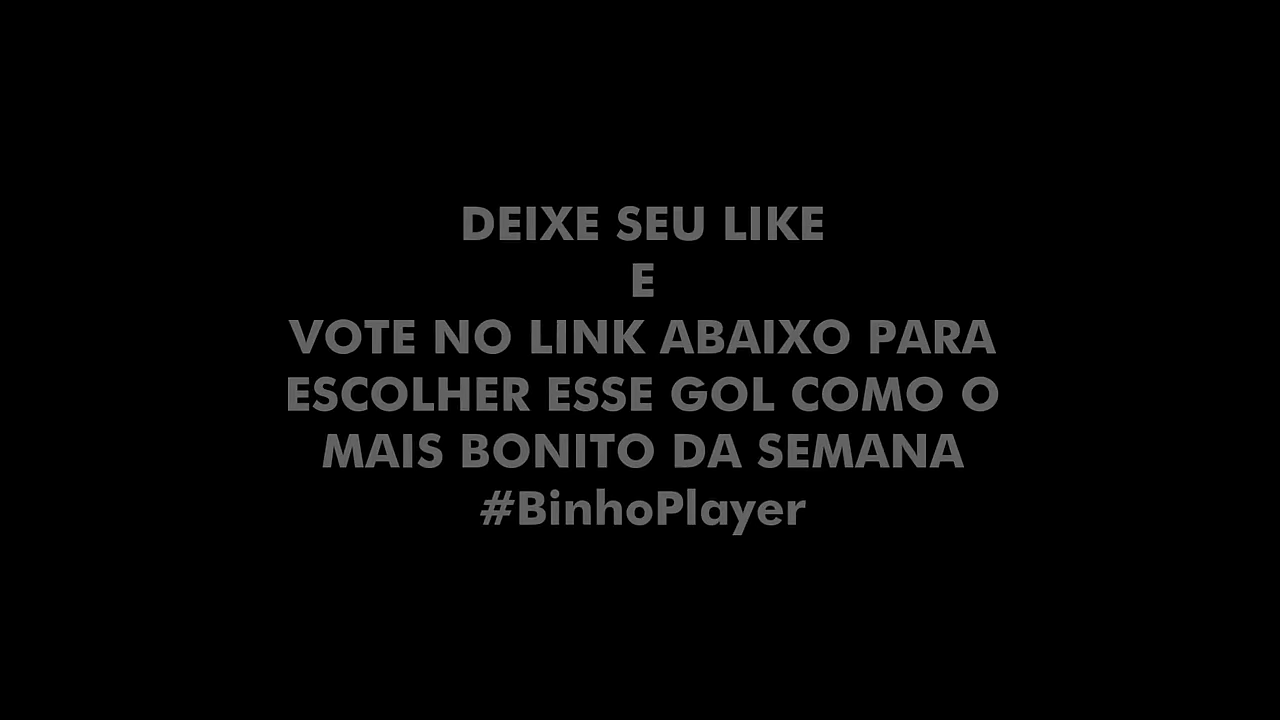 DEIXE SEU LIKE
E
VOTE NO LINK ABAIXO PARA
ESCOLHER ESSE GOL COMO O
MAIS BONITO DA SEMANA
#BinhoPlayer